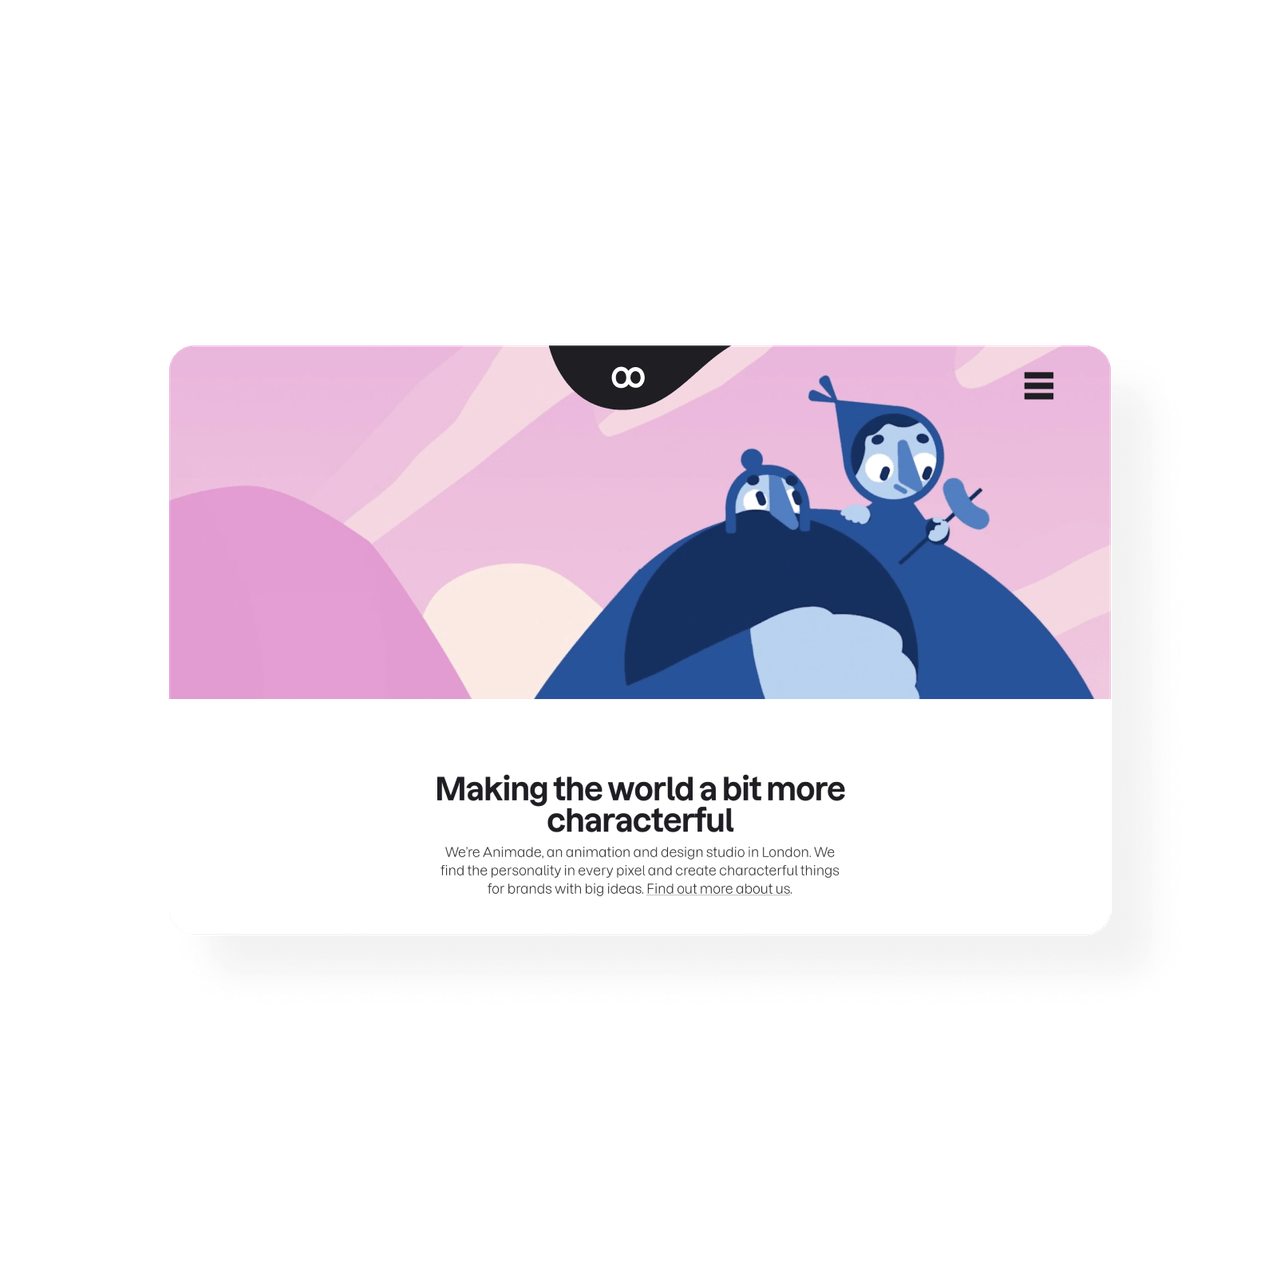 Making the world a bit more
characterful
We're Animade, an animation and design studio in London. We
find the personality in every pixel and create characterful things
for brands with big ideas. Find out more about us.